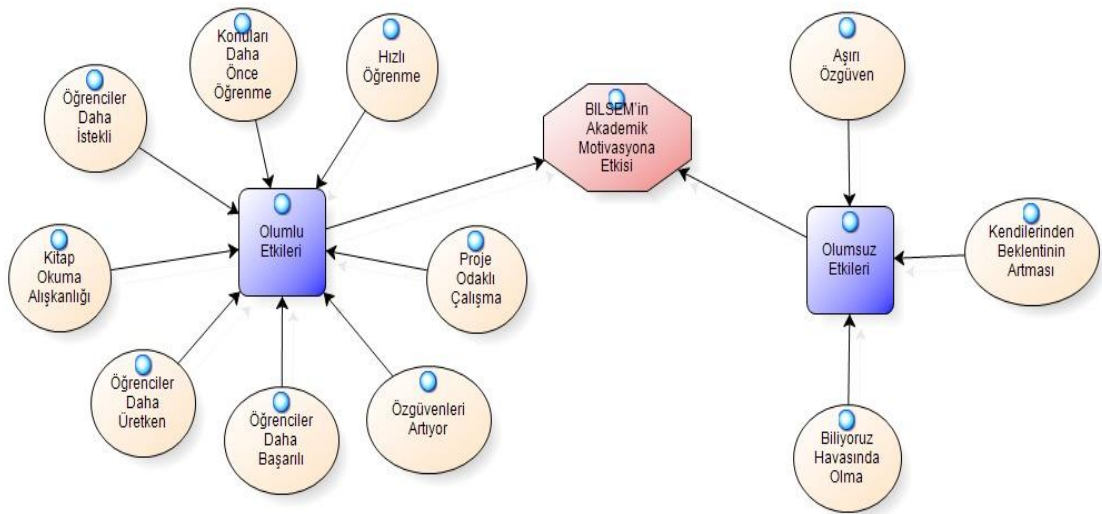 Konuları
Daha
Önce
Öğrenme
Hızlı
Öğrenme
Aşırı
Özgüven
Öğrenciler
Daha
İstekli
BİLSEM'in
Akademik
Motivasyona
Etkisi
Olumlu
Etkileri
Olumsuz
Etkileri
Kendilerinden
Beklentinin
Artması
Kitap
Okuma
Alışkanlığı
Proje
Odaklı
Çalışma
Öğrenciler
Daha
Üretken
Öğrenciler
Daha
Başarılı
Özgüvenleri
Artıyor
Biliyoruz
Havasında
Olma